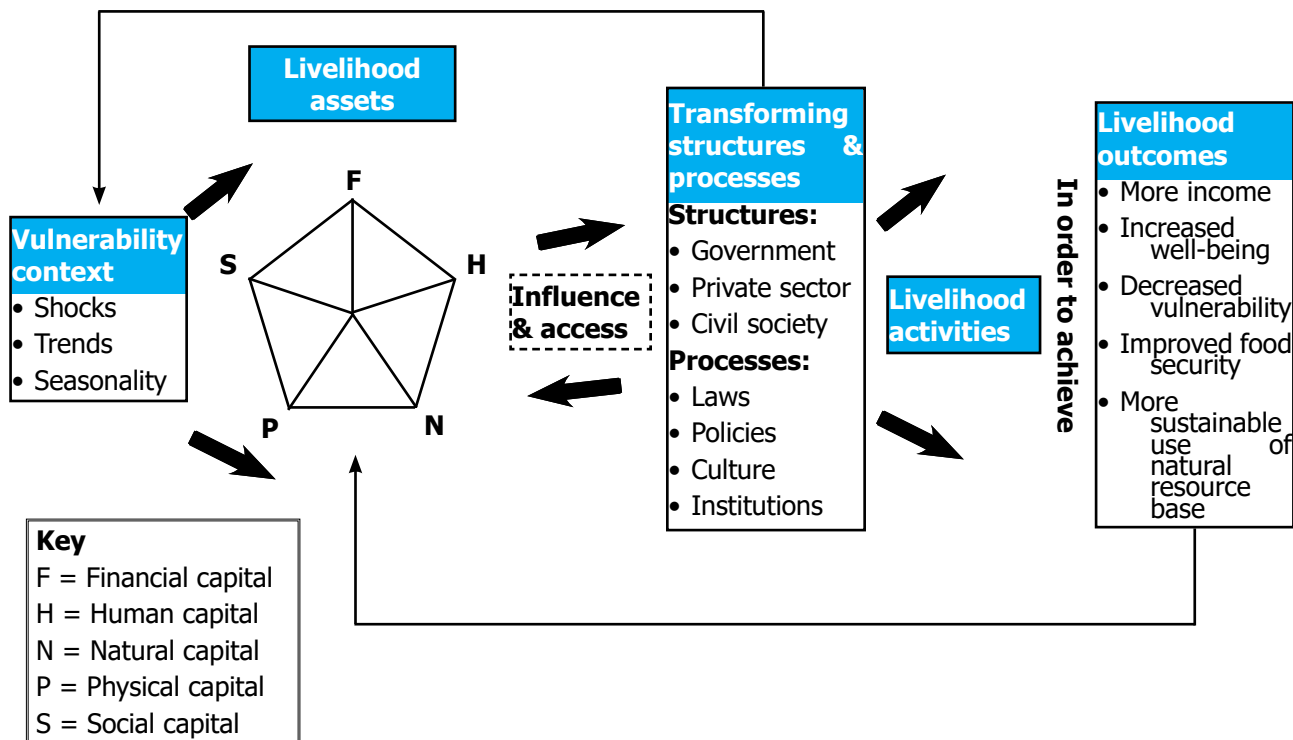 Livelihood
assets
F
S
H
P
N
Vulnerability
context
• Shocks
• Trends
• Seasonality
Influence
& access
Transforming
structures &
processes
Structures:
• Government
• Private sector
• Civil society
Processes:
• Laws
• Policies
• Culture
• Institutions
Livelihood
activities
In order to achieve
Livelihood
outcomes
• More income
• Increased
well-being
• Decreased
vulnerability
• Improved food
security
• More
sustainable
use of
natural
resource
base
Key
F = Financial capital
H = Human capital
N = Natural capital
P = Physical capital
S = Social capital